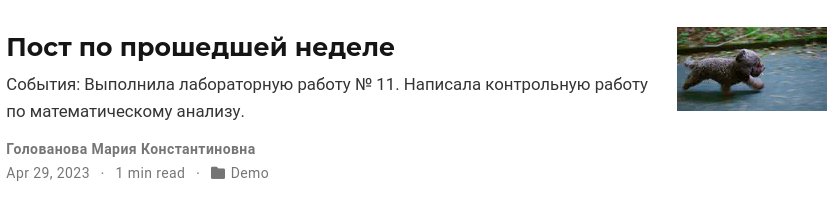 Пост по прошедшей неделе
События: Выполнила лабораторную работу № 11. Написала контрольную работу
по математическому анализу.
Голованова Мария Константиновна
Apr 29, 2023 · 1 min read · Demo